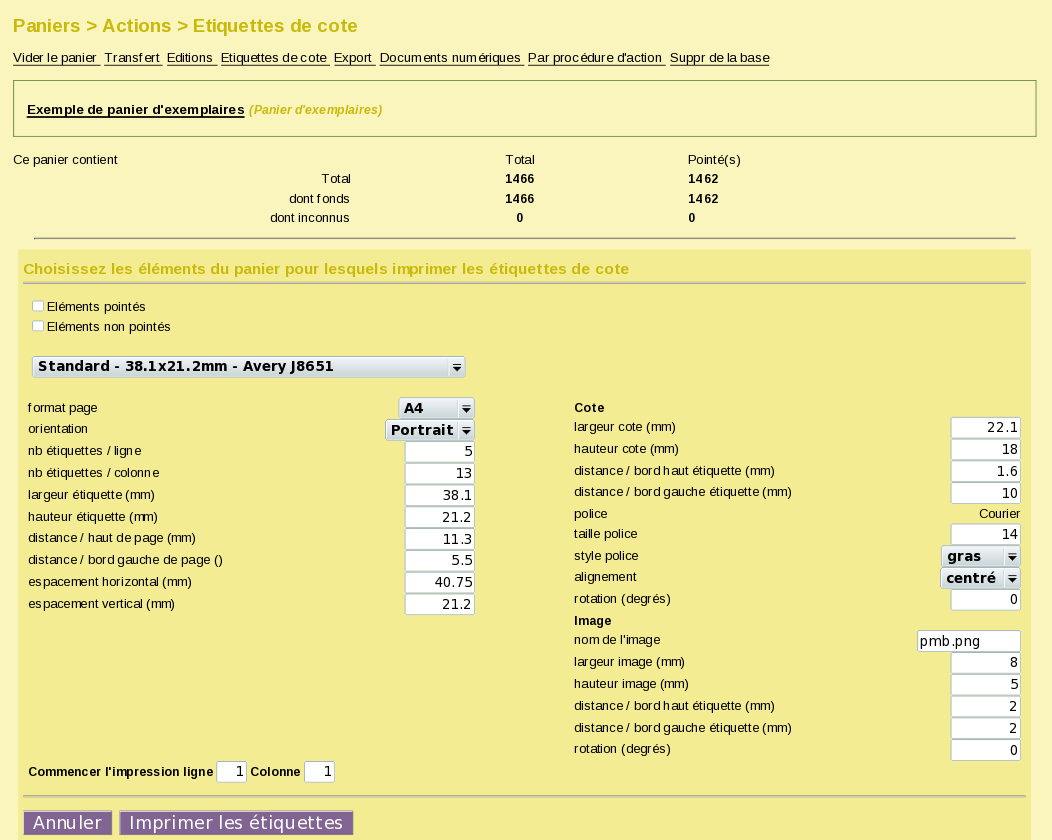 Paniers > Actions > Etiquettes de cote
Vider le panier Transfert Editions Etiquettes de cote Export Documents numériques Par procédure d'action Suppr de la base
Exemple de panier d'exemplaires (Panier d'exemplaires)
Ce panier contient Total Pointé(s)
Total 1466 1462
dont fonds 1466 1462
dont inconnus 0 0
Choisissez les éléments du panier pour lesquels imprimer les étiquettes de cote
Eléments pointés
Eléments non pointés
Standard - 38.1x21.2mm - Avery J8651
format page A4
orientation Portrait
nb étiquettes / ligne 5
nb étiquettes / colonne 13
largeur étiquette (mm) 38.1
hauteur étiquette (mm) 21.2
distance / haut de page (mm) 11.3
distance / bord gauche de page () 5.5
espacement horizontal (mm) 40.75
espacement vertical (mm) 21.2
Cote
largeur cote (mm) 22.1
hauteur cote (mm) 18
distance / bord haut étiquette (mm) 1.6
distance / bord gauche étiquette (mm) 10
police Courier
taille police 14
style police gras
alignement centré
rotation (degrés) 0
Image
nom de l'image pmb.png
largeur image (mm) 8
hauteur image (mm) 5
distance / bord haut étiquette (mm) 2
distance / bord gauche étiquette (mm) 2
rotation (degrés) 0
Commencer l'impression ligne 1 Colonne 1
Annuler Imprimer les étiquettes